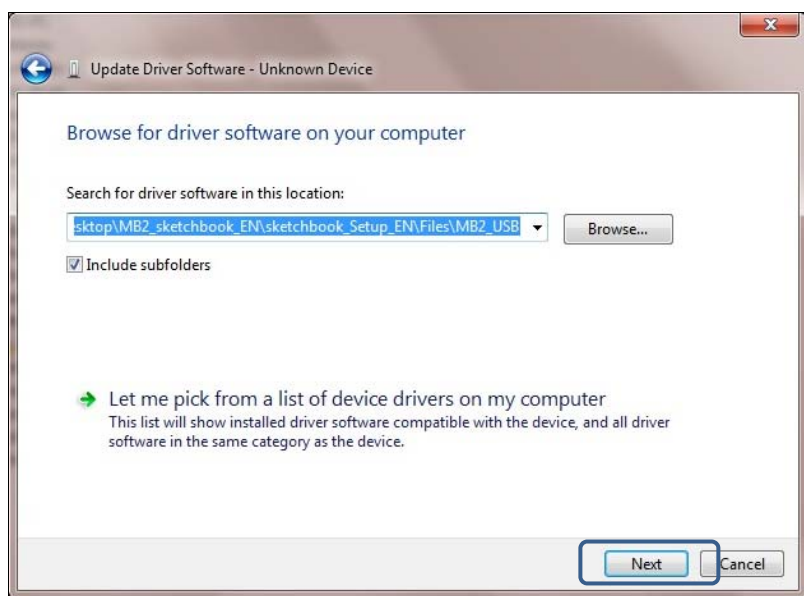 Update Driver Software - Unknown Device
Browse for driver software on your computer
Search for driver software in this location:
sktop\MB2_sketchbook_EN\sketchbook_Setup_EN\Files\MB2_USB
Browse...
Include subfolders
Let me pick from a list of device drivers on my computer
This list will show installed driver software compatible with the device, and all driver
software in the same category as the device.
Next
Cancel